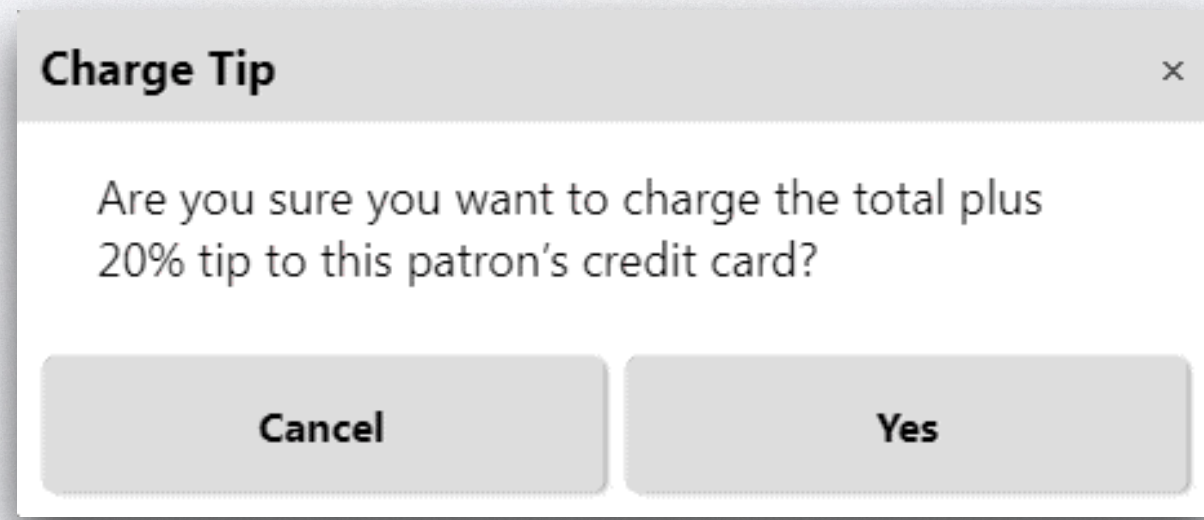 Charge Tip ×
Are you sure you want to charge the total plus
20% tip to this patron’s credit card?
Cancel Yes